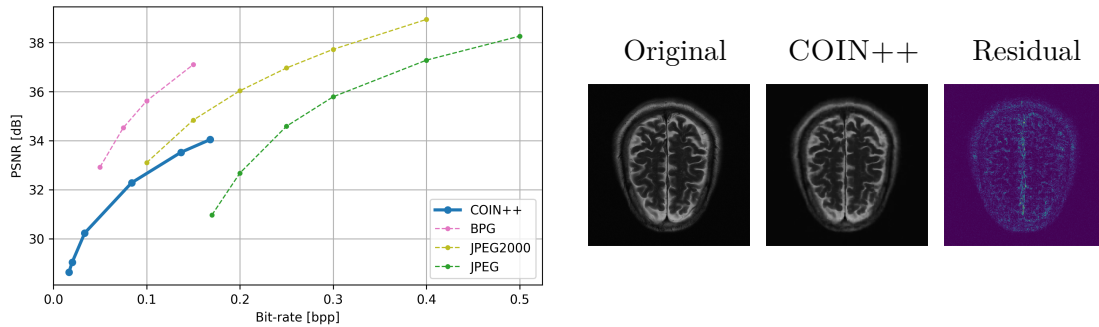 PSNR [dB]
38
36
34
32
30
0.0 0.1 0.2 0.3 0.4 0.5
Bit-rate [bpp]
COIN++
BPG
JPEG2000
JPEG
Original COIN++ Residual